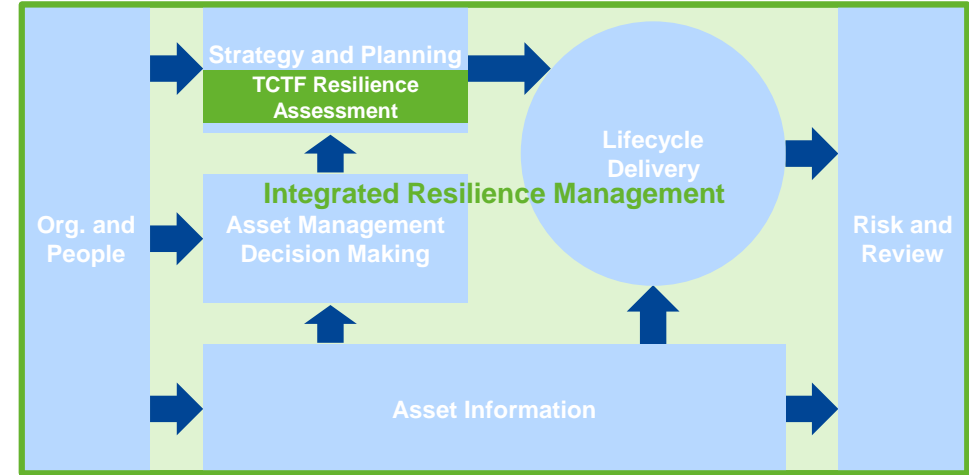 Strategy and Planning
TCTF Resilience
Assessment
Lifecycle
Delivery
Integrated Resilience Management
Org. and
People
Asset Management
Decision Making
Risk and
Review
Asset Information